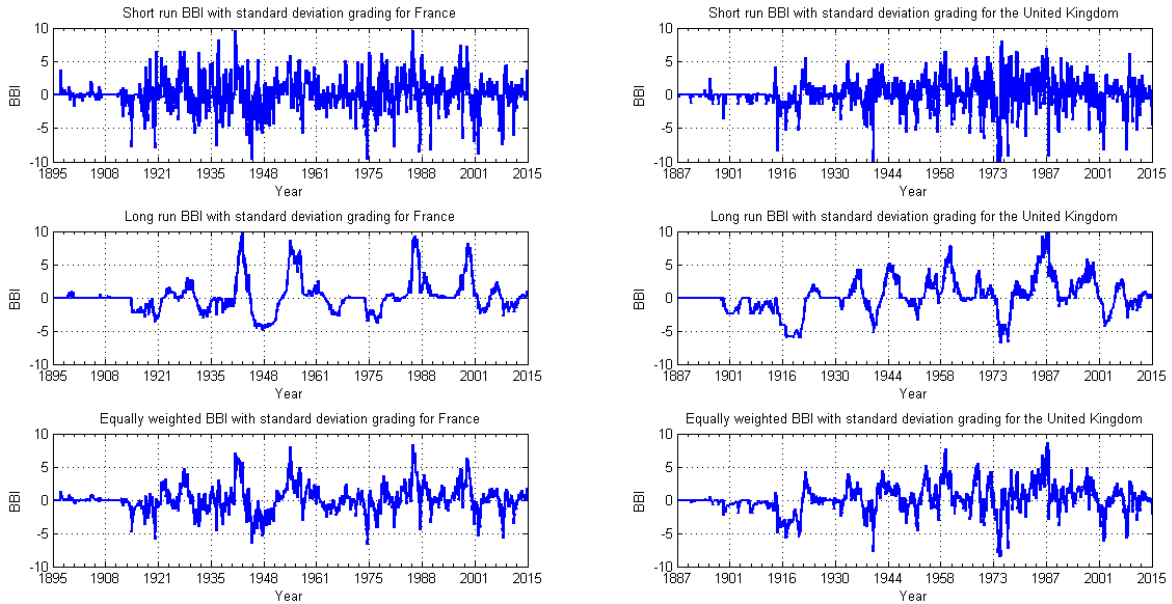 Short run BBI with standard deviation grading for France
10
5
0
-5
-10
BBI
1895 1908 1921 1935 1948 1961 1975 1988 2001 2015
Year
Short run BBI with standard deviation grading for the United Kingdom
10
5
0
-5
-10
BBI
1887 1901 1916 1930 1944 1958 1973 1987 2001 2015
Year
Long run BBI with standard deviation grading for France
10
5
0
-5
-10
BBI
1895 1908 1921 1935 1948 1961 1975 1988 2001 2015
Year
Long run BBI with standard deviation grading for the United Kingdom
10
5
0
-5
-10
BBI
1887 1901 1916 1930 1944 1958 1973 1987 2001 2015
Year
Equally weighted BBI with standard deviation grading for France
10
5
0
-5
-10
BBI
1895 1908 1921 1935 1948 1961 1975 1988 2001 2015
Year
Equally weighted BBI with standard deviation grading for the United Kingdom
10
5
0
-5
-10
BBI
1887 1901 1916 1930 1944 1958 1973 1987 2001 2015
Year